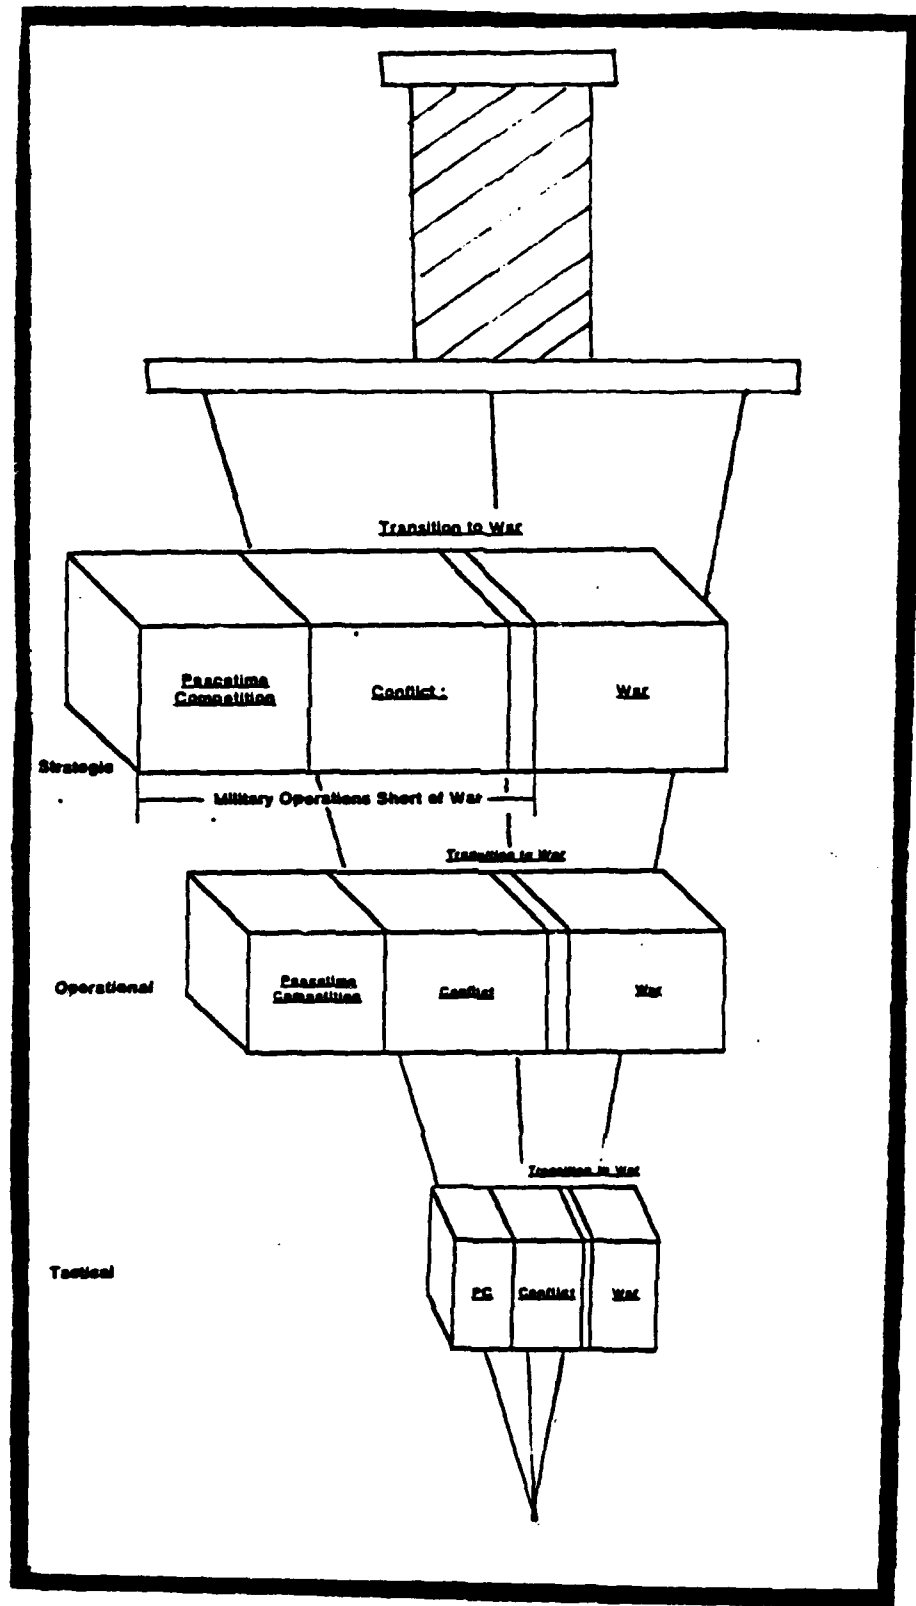 Transition to War
Peacetime
Competition
Conflict :
War
Strategic
Military Operations Short of War
Transition to War
Peacetime
Competition
Conflict
War
Operational
Transition to War
PC
Conflict
War
Tactical